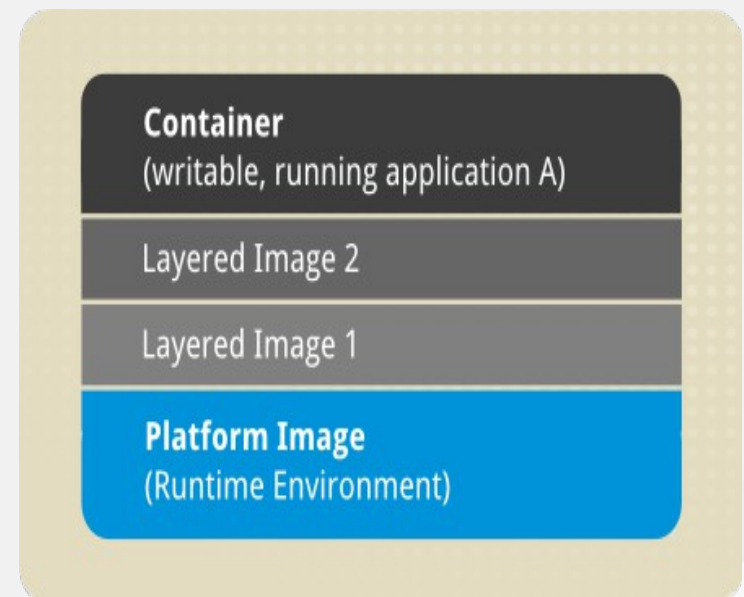 Container
(writable, running application A)
Layered Image 2
Layered Image 1
Platform Image
(Runtime Environment)